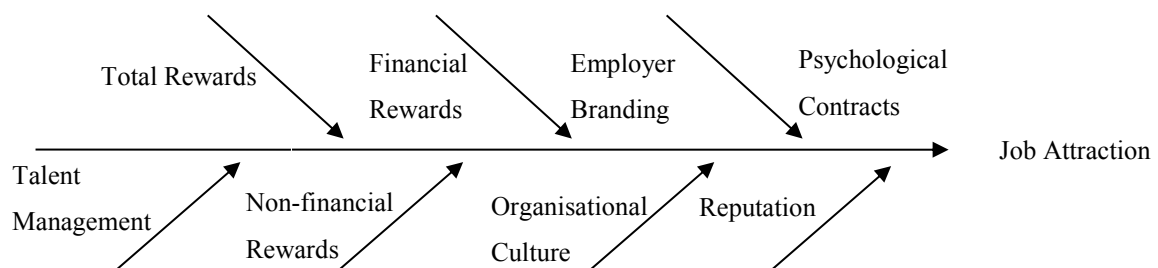 Total Rewards
Financial
Rewards
Employer
Branding
Psychological
Contracts
Job Attraction
Talent
Management
Non-financial
Rewards
Organisational
Culture
Reputation